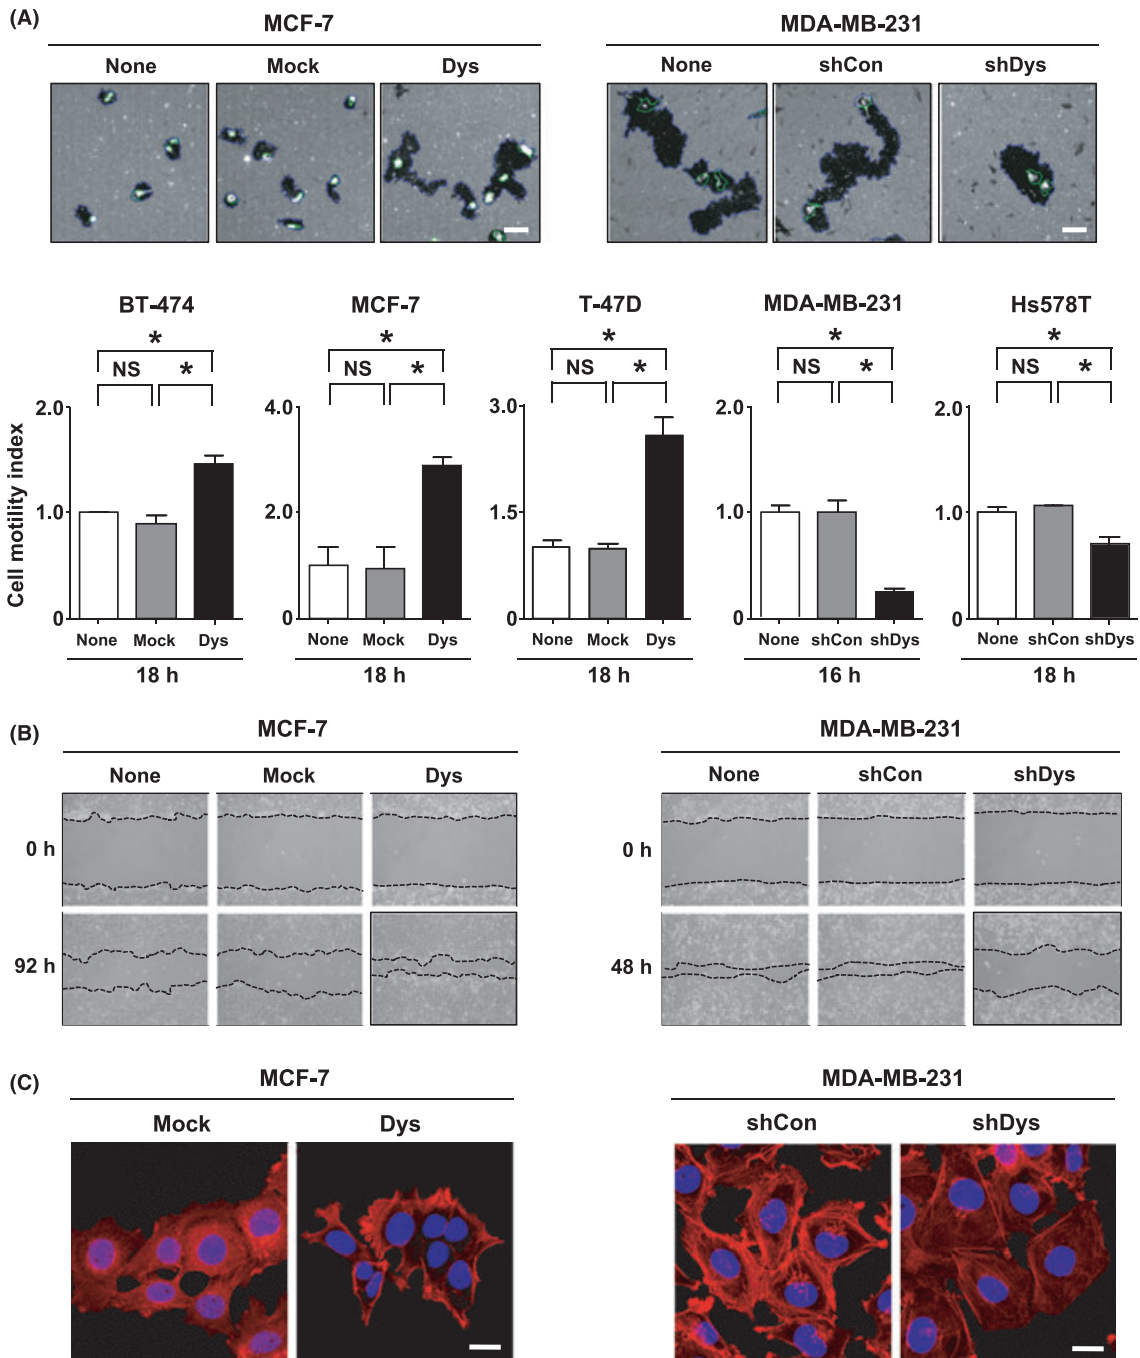 (A)
MCF-7
MDA-MB-231
None Mock Dys
None shCon shDys
BT-474
MCF-7
T-47D
MDA-MB-231
Hs578T
*
NS *
*
NS *
*
NS *
*
NS *
*
NS *
Cell motility index
2.0
1.0
0
None Mock Dys
18 h
4.0
2.0
0
None Mock Dys
18 h
3.0
1.5
0
None Mock Dys
18 h
2.0
1.0
0
None shCon shDys
16 h
2.0
1.0
0
None shCon shDys
18 h
(B)
MCF-7
MDA-MB-231
None Mock Dys
None shCon shDys
0 h
0 h
92 h
48 h
(C)
MCF-7
MDA-MB-231
Mock Dys
shCon shDys